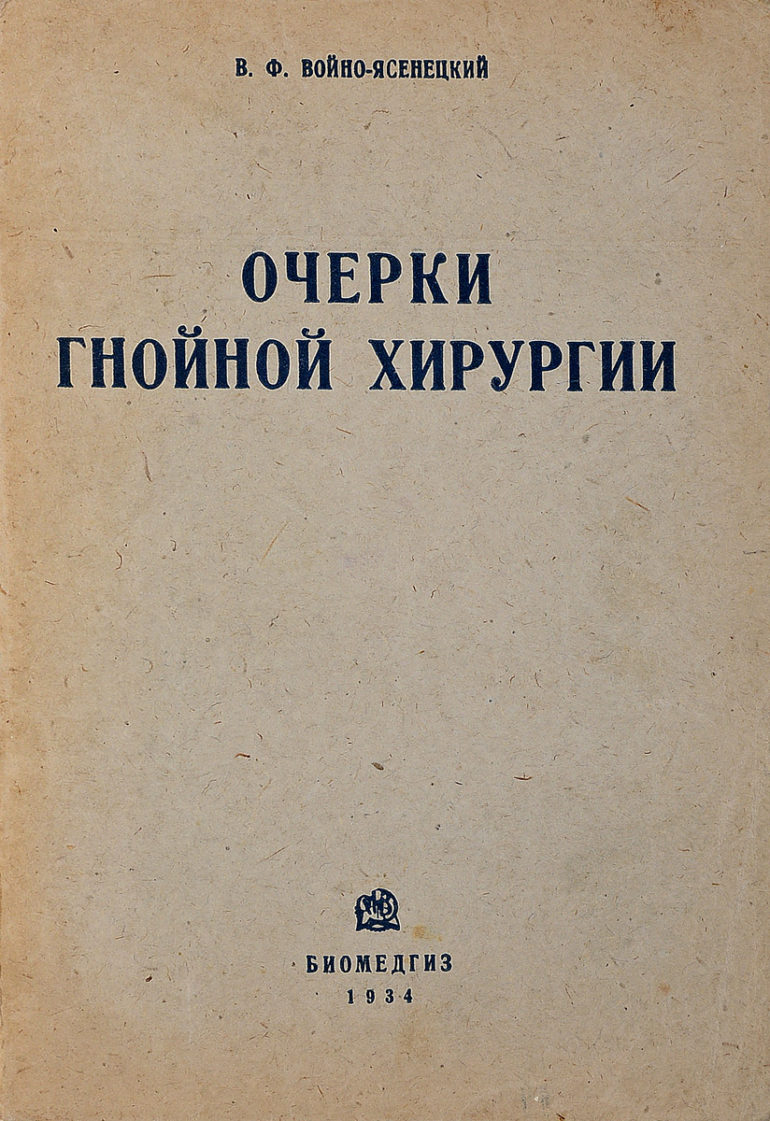 В. Ф. ВОЙНО-ЯСЕНЕЦКИЙ
ОЧЕРКИ
ГНОЙНОЙ ХИРУРГИИ
БИОМЕДГИЗ
1934